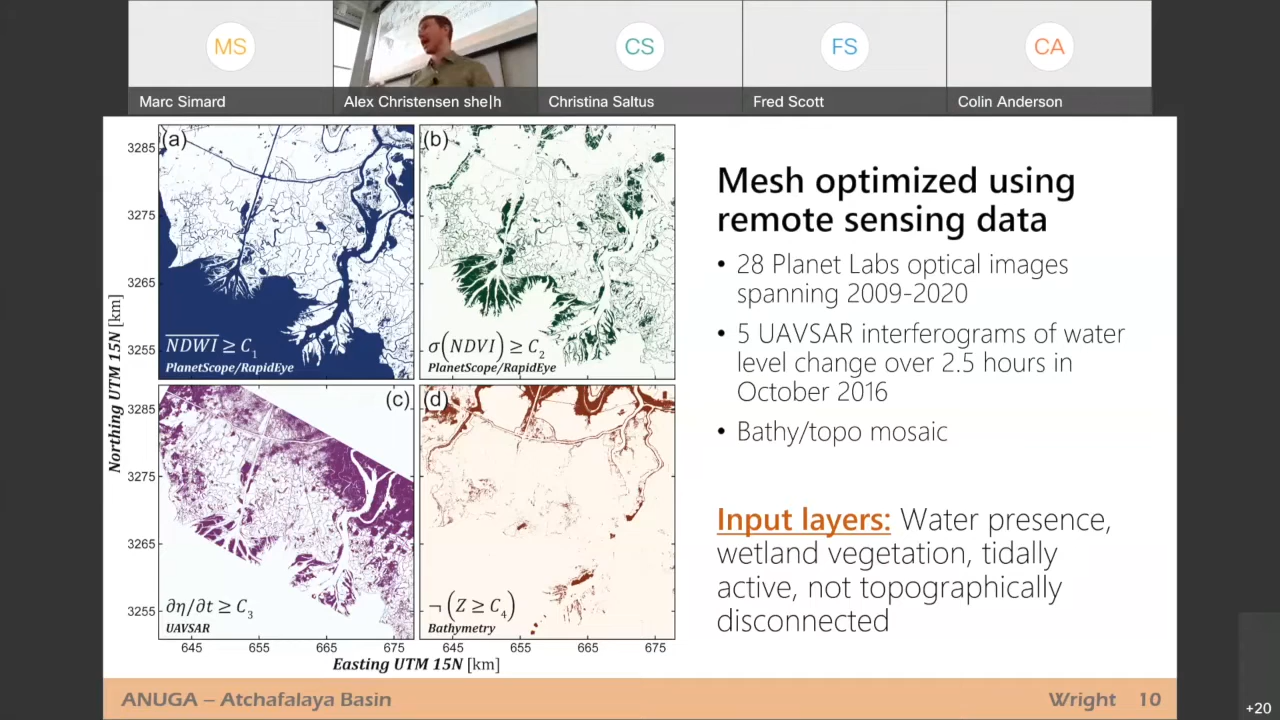 MS
CS
FS
CA
Marc Simard
Alex Christensen she|h
Christina Saltus
Fred Scott
Colin Anderson
(a)
(b)
3285
3275
3265
3255
NDWI ≥ C₁
PlanetScope/RapidEye
σ(NDVI) ≥ C₂
PlanetScope/RapidEye
(c)
(d)
3285
3275
3265
3255
∂η/∂t ≥ C₃
UAVSAR
¬ (Z ≥ C₄)
Bathymetry
645 655 665 675
645 655 665 675
Northing UTM 15N [km]
Easting UTM 15N [km]
Mesh optimized using
remote sensing data
• 28 Planet Labs optical images
spanning 2009-2020
• 5 UAVSAR interferograms of water
level change over 2.5 hours in
October 2016
• Bathy/topo mosaic
Input layers: Water presence,
wetland vegetation, tidally
active, not topographically
disconnected
ANUGA – Atchafalaya Basin
Wright 10
+20